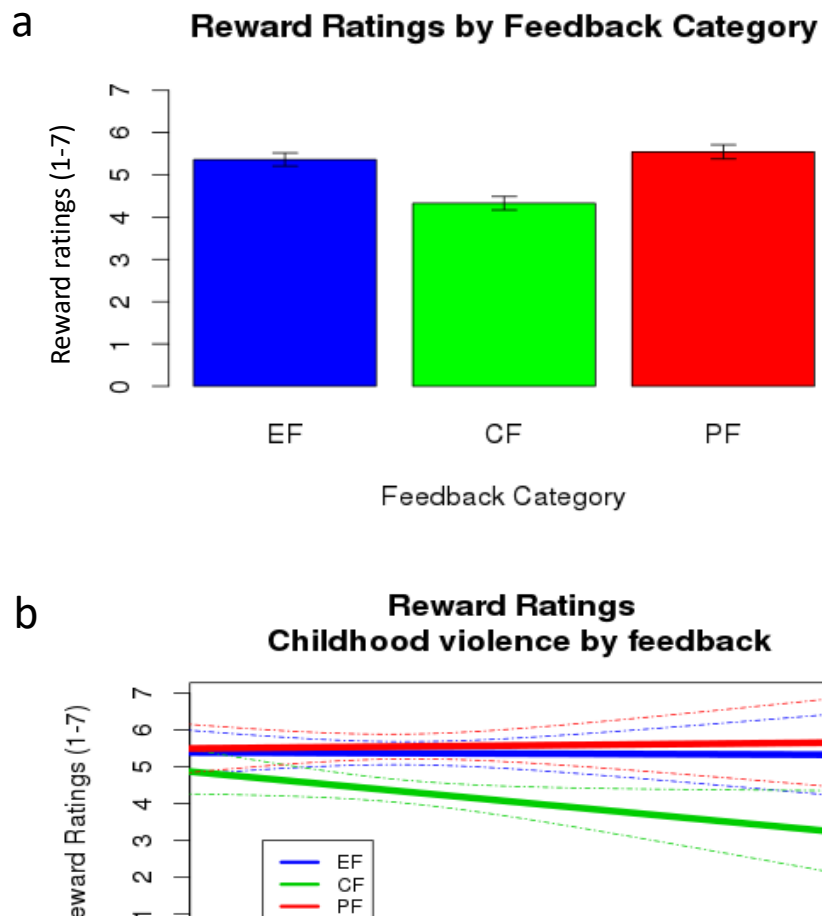 a
Reward Ratings by Feedback Category
Reward ratings (1-7)
7
6
5
4
3
2
1
0
EF
CF
PF
Feedback Category
b
Reward Ratings
Childhood violence by feedback
eward Ratings (1-7)
7
6
5
4
3
2
1
EF
CF
PF